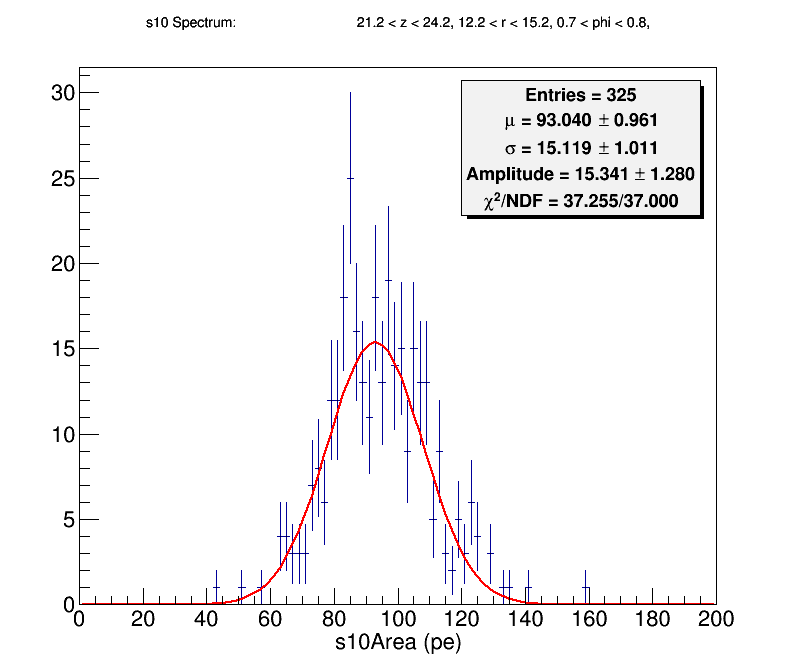 s10 Spectrum: 21.2 < z < 24.2, 12.2 < r < 15.2, 0.7 < phi < 0.8,
Entries = 325
μ = 93.040 ± 0.961
σ = 15.119 ± 1.011
Amplitude = 15.341 ± 1.280
χ²/NDF = 37.255/37.000
30
25
20
15
10
5
0
0 20 40 60 80 100 120 140 160 180 200
s10Area (pe)